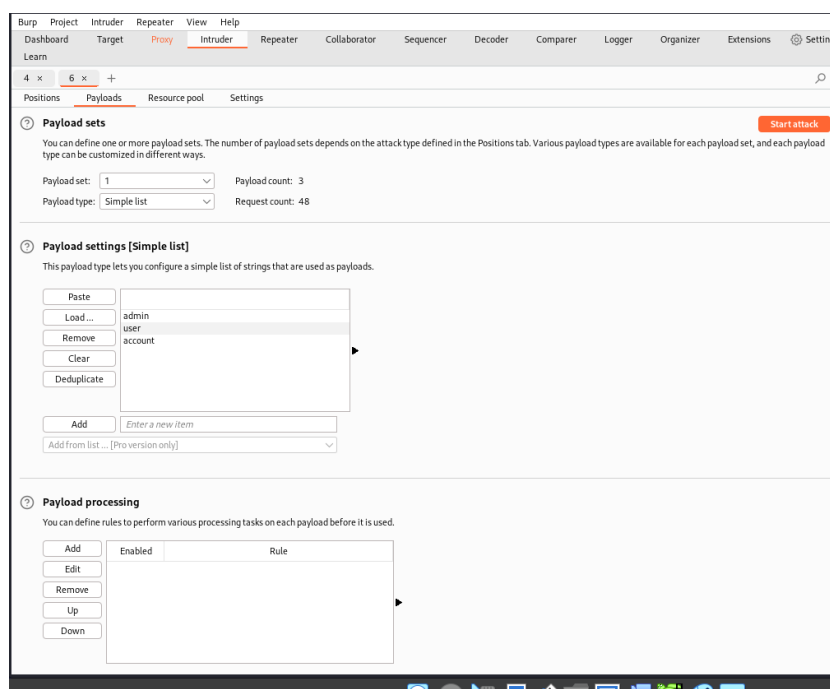 Burp Project Intruder Repeater View Help
Dashboard Target Proxy Intruder Repeater Collaborator Sequencer Decoder Comparer Logger Organizer Extensions Settin
Learn
4 × 6 × +
Positions Payloads Resource pool Settings
? Payload sets Start attack
You can define one or more payload sets. The number of payload sets depends on the attack type defined in the Positions tab. Various payload types are available for each payload set, and each payload
type can be customized in different ways.
Payload set: 1 Payload count: 3
Payload type: Simple list Request count: 48
? Payload settings [Simple list]
This payload type lets you configure a simple list of strings that are used as payloads.
Paste
Load ... admin
user
Remove account
Clear
Deduplicate
Add Enter a new item
Add from list ... [Pro version only]
? Payload processing
You can define rules to perform various processing tasks on each payload before it is used.
Add Enabled Rule
Edit
Remove
Up
Down